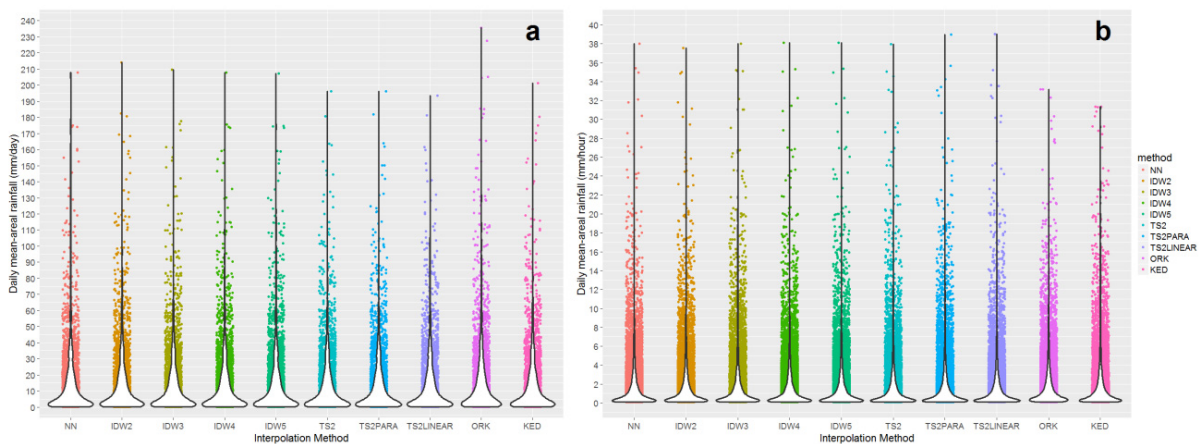 a
Daily mean-areal rainfall (mm/day)
240
230
220
210
200
190
180
170
160
150
140
130
120
110
100
90
80
70
60
50
40
30
20
10
0
NN IDW2 IDW3 IDW4 IDW5 TS2 TS2PARA TS2LINEAR ORK KED
Interpolation Method
b
Daily mean-areal rainfall (mm/hour)
38
36
34
32
30
28
26
24
22
20
18
16
14
12
10
8
6
4
2
0
NN IDW2 IDW3 IDW4 IDW5 TS2 TS2PARA TS2LINEAR ORK KED
Interpolation Method
method
NN
IDW2
IDW3
IDW4
IDW5
TS2
TS2PARA
TS2LINEAR
ORK
KED